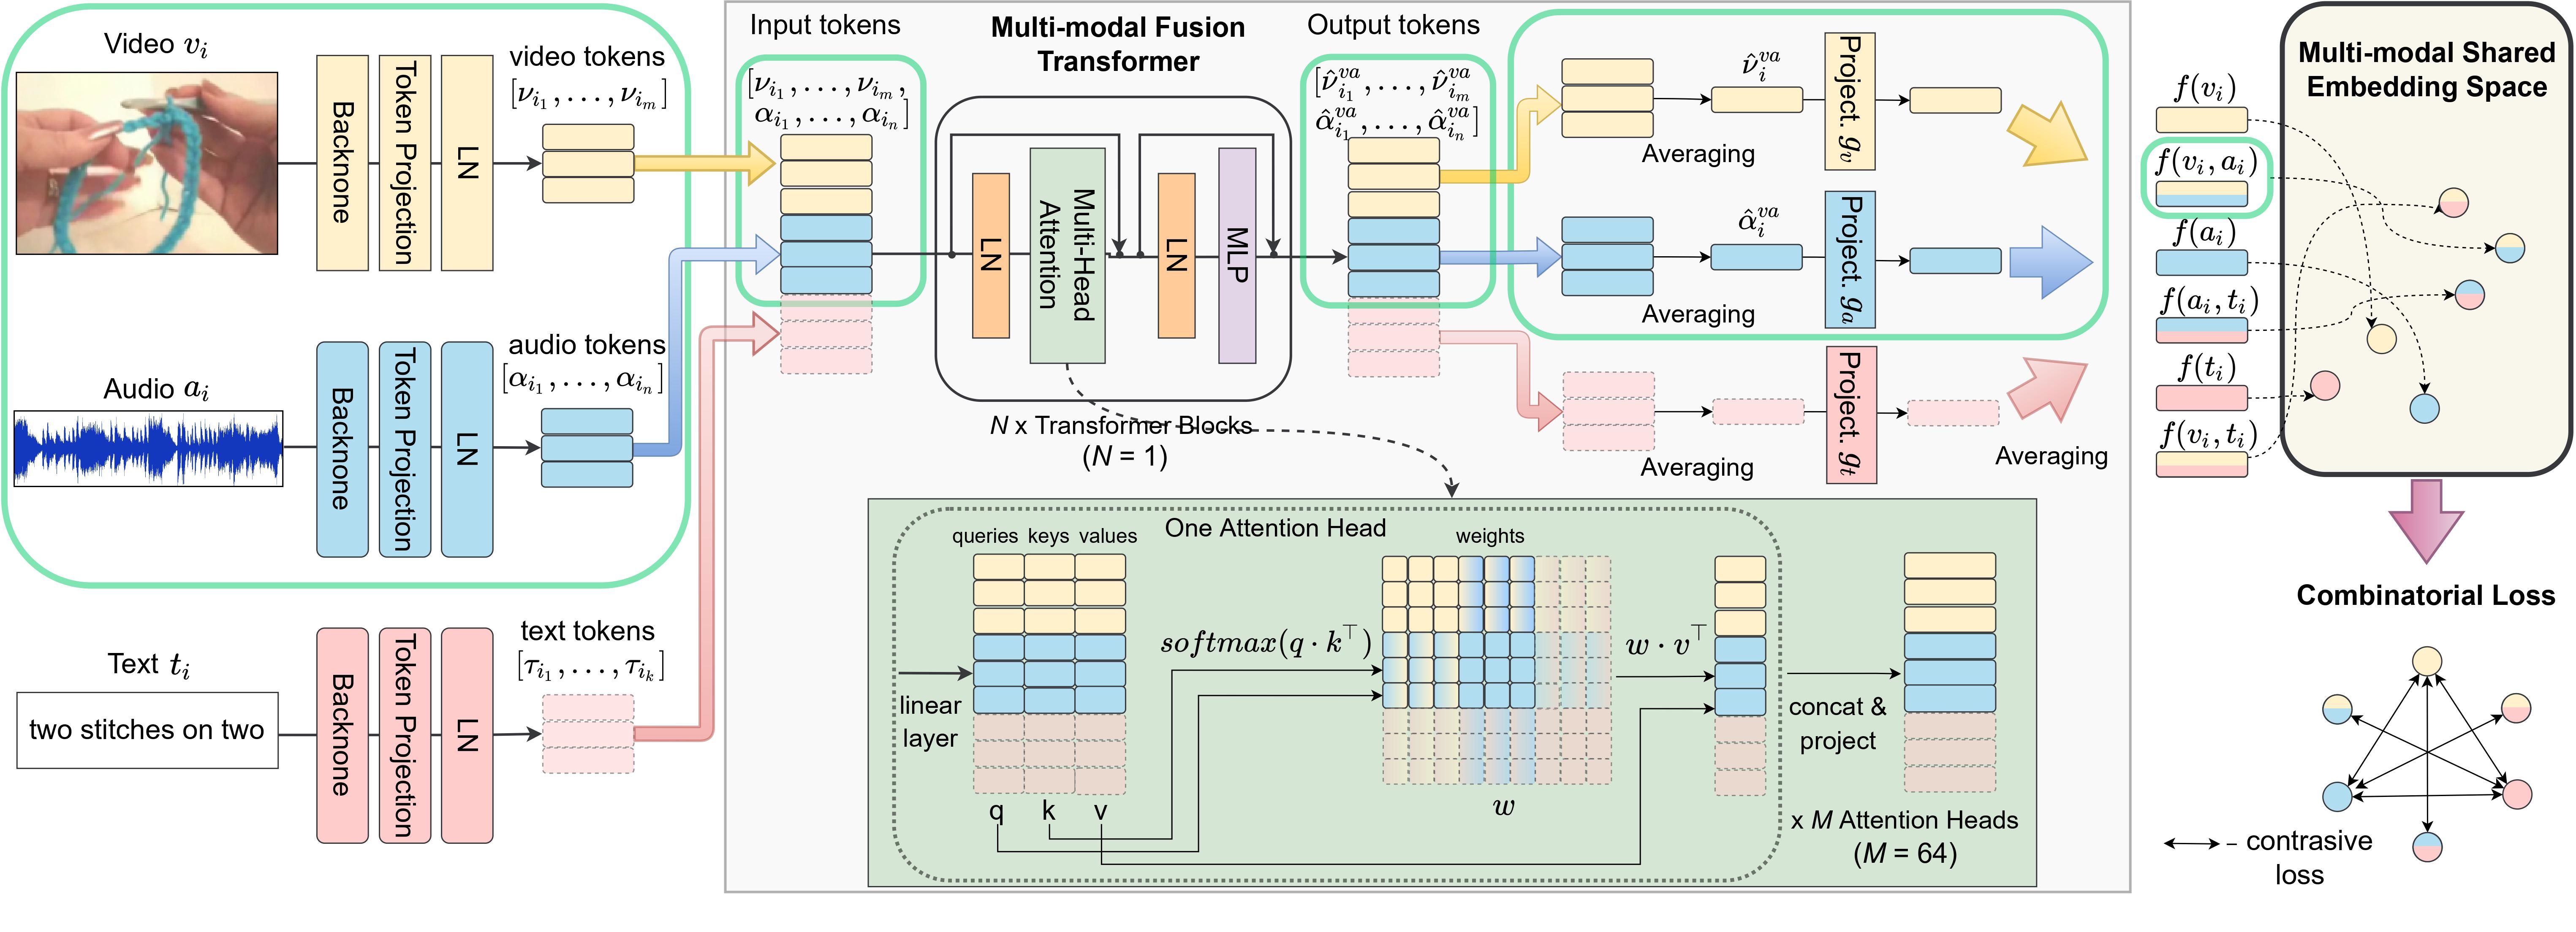 Video $v_i$
Backnone
Token Projection
LN
video tokens
$[\nu_{i_1}, \ldots, \nu_{i_m}]$
Audio $a_i$
Backnone
Token Projection
LN
audio tokens
$[\alpha_{i_1}, \ldots, \alpha_{i_n}]$
Text $t_i$
two stitches on two
Backnone
Token Projection
LN
text tokens
$[\tau_{i_1}, \ldots, \tau_{i_k}]$
Input tokens
$[\nu_{i_1}, \ldots, \nu_{i_m},$
$\alpha_{i_1}, \ldots, \alpha_{i_n}]$
Multi-modal Fusion
Transformer
LN
Multi-Head
Attention
LN
MLP
N x Transformer Blocks
(N = 1)
Output tokens
$[\hat{\nu}^{va}_{i_1}, \ldots, \hat{\nu}^{va}_{i_m}$
$\hat{\alpha}^{va}_{i_1}, \ldots, \hat{\alpha}^{va}_{i_n}]$
Averaging
$\hat{\nu}^{va}_i$
Project. $g_v$
Averaging
$\hat{\alpha}^{va}_i$
Project. $g_a$
Averaging
Project. $g_t$
Averaging
One Attention Head
queries keys values
weights
linear
layer
$softmax(q \cdot k^\top)$
$w \cdot v^\top$
concat &
project
q k v
$w$
x M Attention Heads
(M = 64)
$f(v_i)$
$f(v_i, a_i)$
$f(a_i)$
$f(a_i, t_i)$
$f(t_i)$
$f(v_i, t_i)$
Multi-modal Shared
Embedding Space
Combinatorial Loss
– contrasive
loss